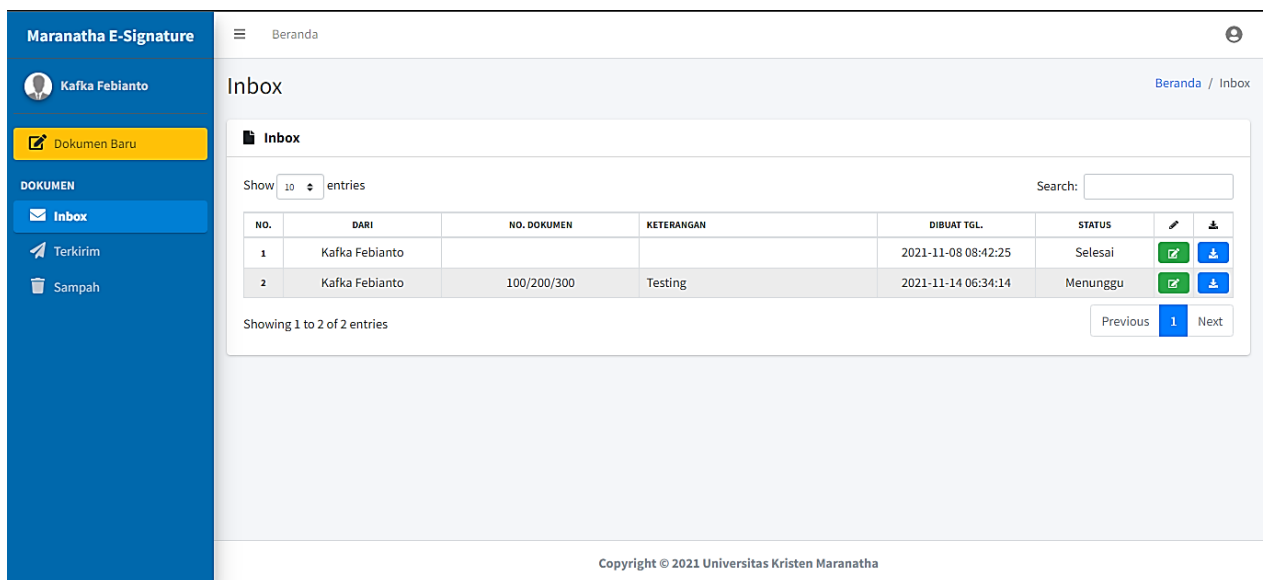 Maranatha E-Signature
Beranda
Kafka Febianto
Inbox
Beranda / Inbox
Dokumen Baru
DOKUMEN
Inbox
Terkirim
Sampah
Inbox
Show 10 entries
Search:
NO. DARI NO. DOKUMEN KETERANGAN DIBUAT TGL. STATUS
1 Kafka Febianto 2021-11-08 08:42:25 Selesai
2 Kafka Febianto 100/200/300 Testing 2021-11-14 06:34:14 Menunggu
Showing 1 to 2 of 2 entries
Previous 1 Next
Copyright © 2021 Universitas Kristen Maranatha